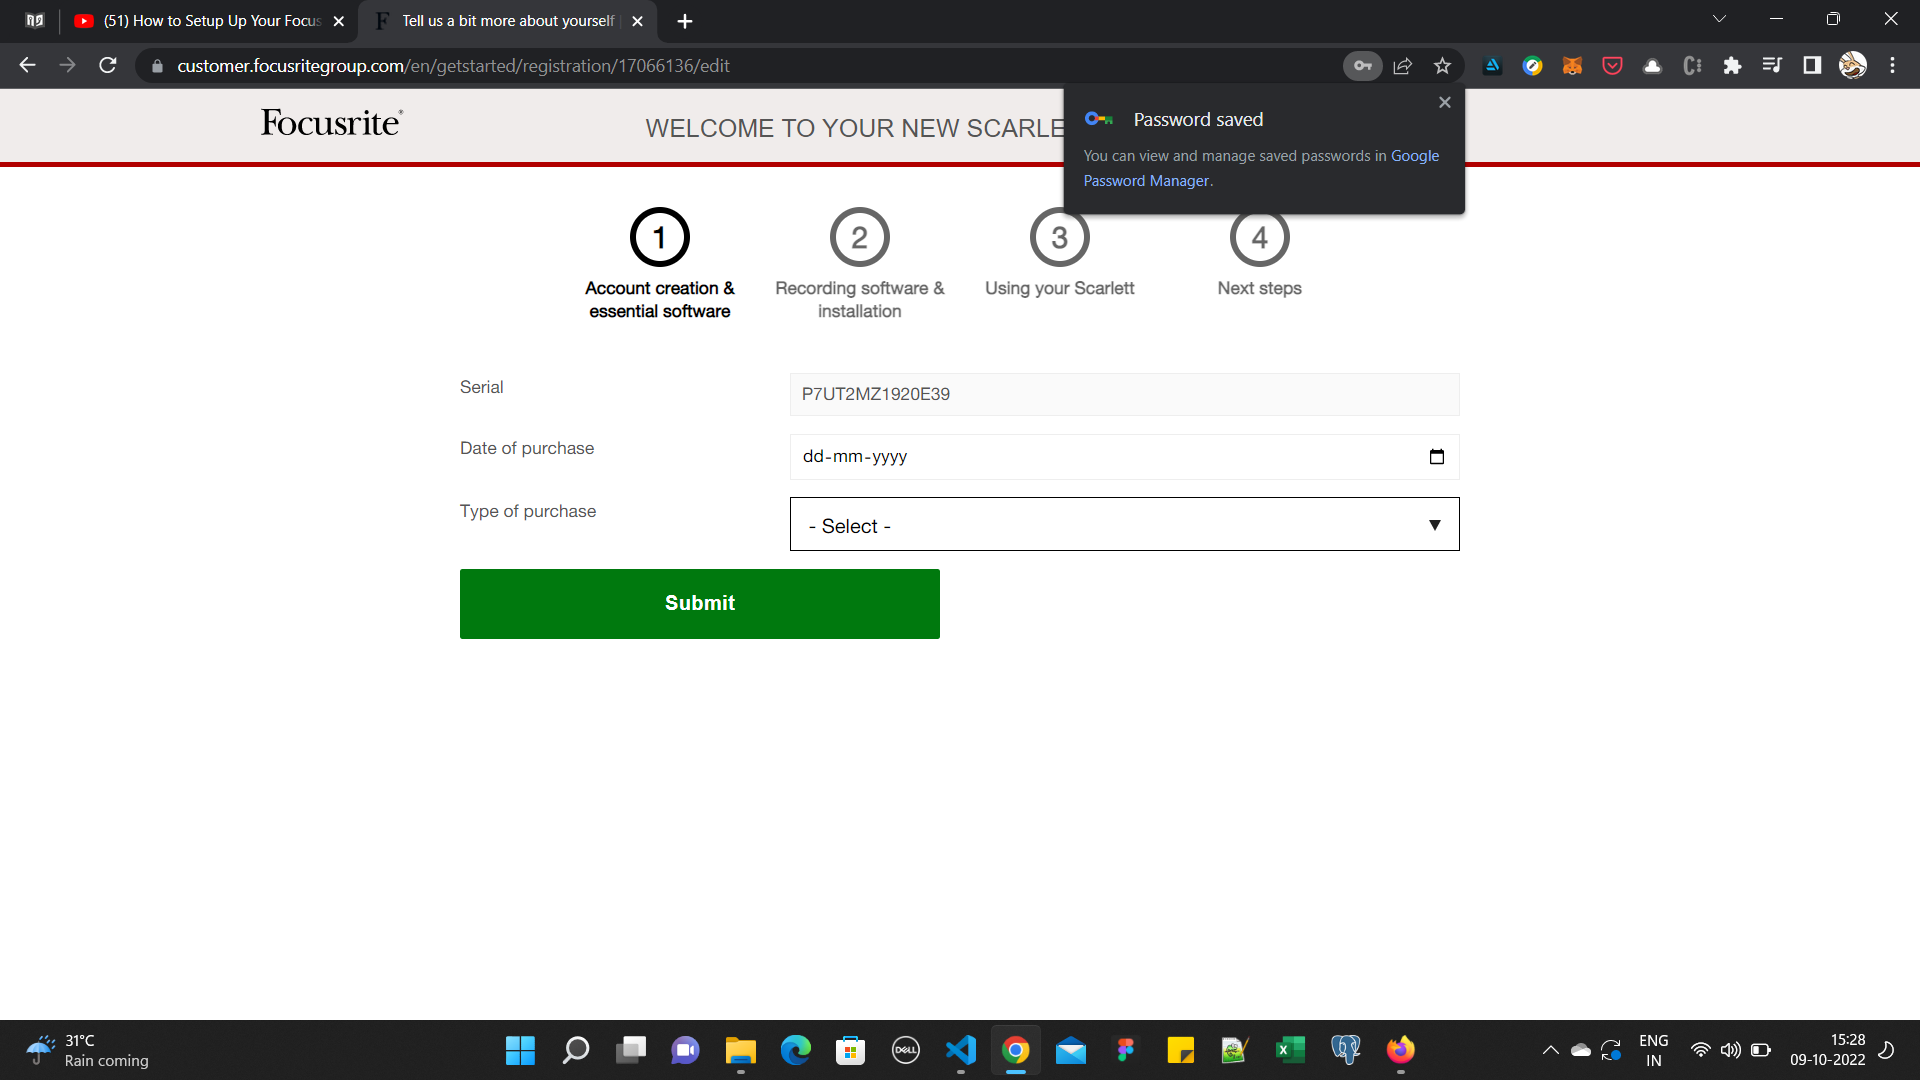 (51) How to Setup Up Your Focus
Tell us a bit more about yourself |
customer.focusritegroup.com/en/getstarted/registration/17066136/edit
Focusrite®
WELCOME TO YOUR NEW SCARLE
Password saved
You can view and manage saved passwords in Google
Password Manager.
1
2
3
4
Account creation &
essential software
Recording software &
installation
Using your Scarlett
Next steps
Serial
P7UT2MZ1920E39
Date of purchase
dd-mm-yyyy
Type of purchase
- Select -
Submit
31°C
Rain coming
DELL
ENG
IN
15:28
09-10-2022